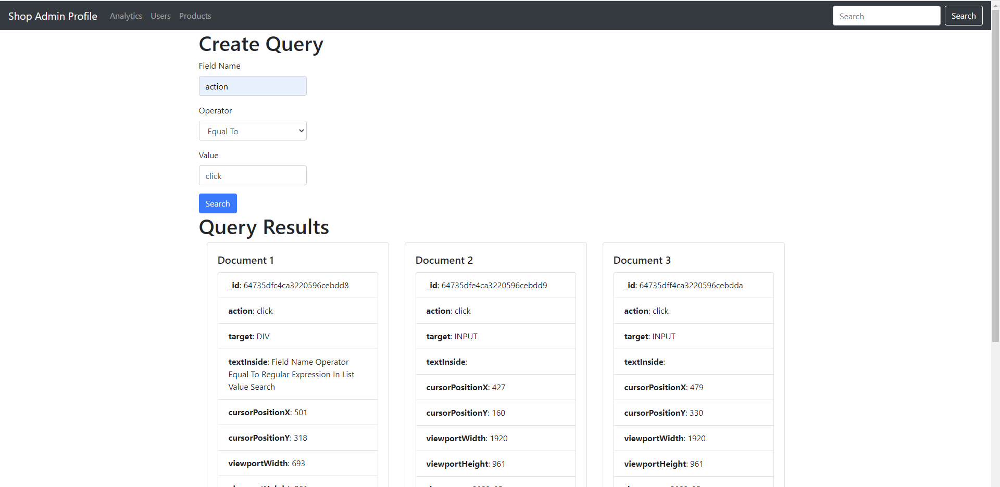 Shop Admin Profile Analytics Users Products Search Search
Create Query
Field Name
action
Operator
Equal To
Value
click
Search
Query Results
Document 1
_id: 64735dfc4ca3220596cebdd8
action: click
target: DIV
textInside: Field Name Operator
Equal To Regular Expression In List
Value Search
cursorPositionX: 501
cursorPositionY: 318
viewportWidth: 693
Document 2
_id: 64735dfe4ca3220596cebdd9
action: click
target: INPUT
textInside:
cursorPositionX: 427
cursorPositionY: 160
viewportWidth: 1920
viewportHeight: 961
Document 3
_id: 64735dff4ca3220596cebdda
action: click
target: INPUT
textInside:
cursorPositionX: 479
cursorPositionY: 330
viewportWidth: 1920
viewportHeight: 961